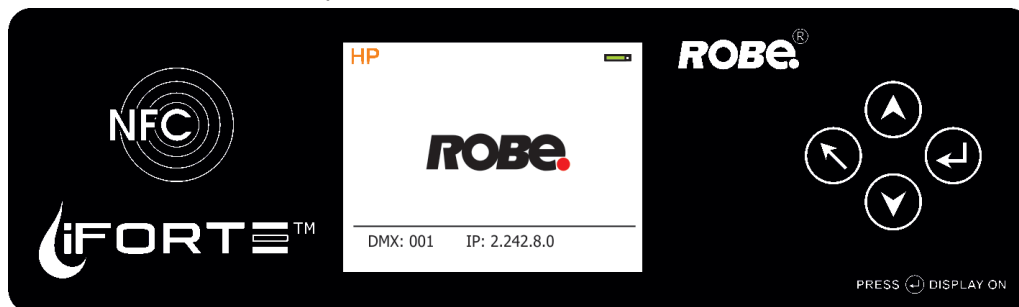 NFC
iFORTE™
HP
ROBe.
DMX: 001 IP: 2.242.8.0
ROBe.®
PRESS DISPLAY ON